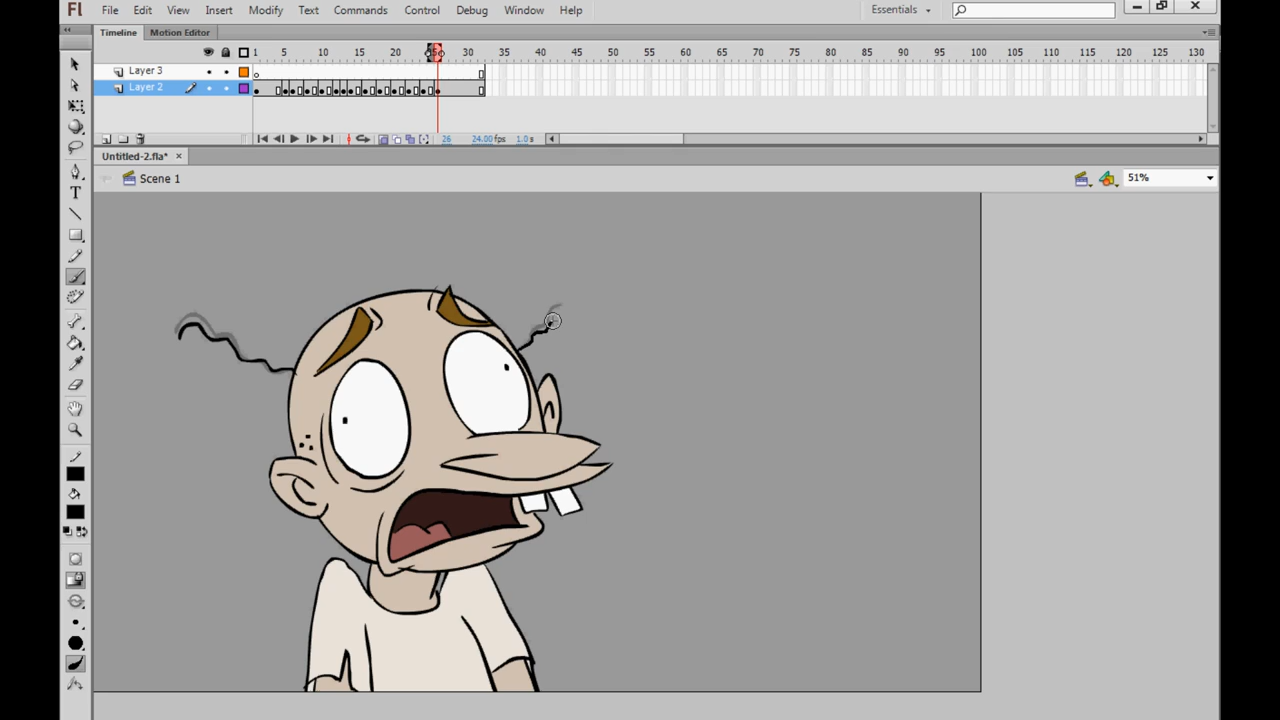 Fl File Edit View Insert Modify Text Commands Control Debug Window Help Essentials
Timeline Motion Editor
1 5 10 15 20 25 30 35 40 45 50 55 60 65 70 75 80 85 90 95 100 105 110 115 120 125 130
Layer 3
Layer 2
26 24.00 fps 1.0 s
Untitled-2.fla* ×
Scene 1 51%
T